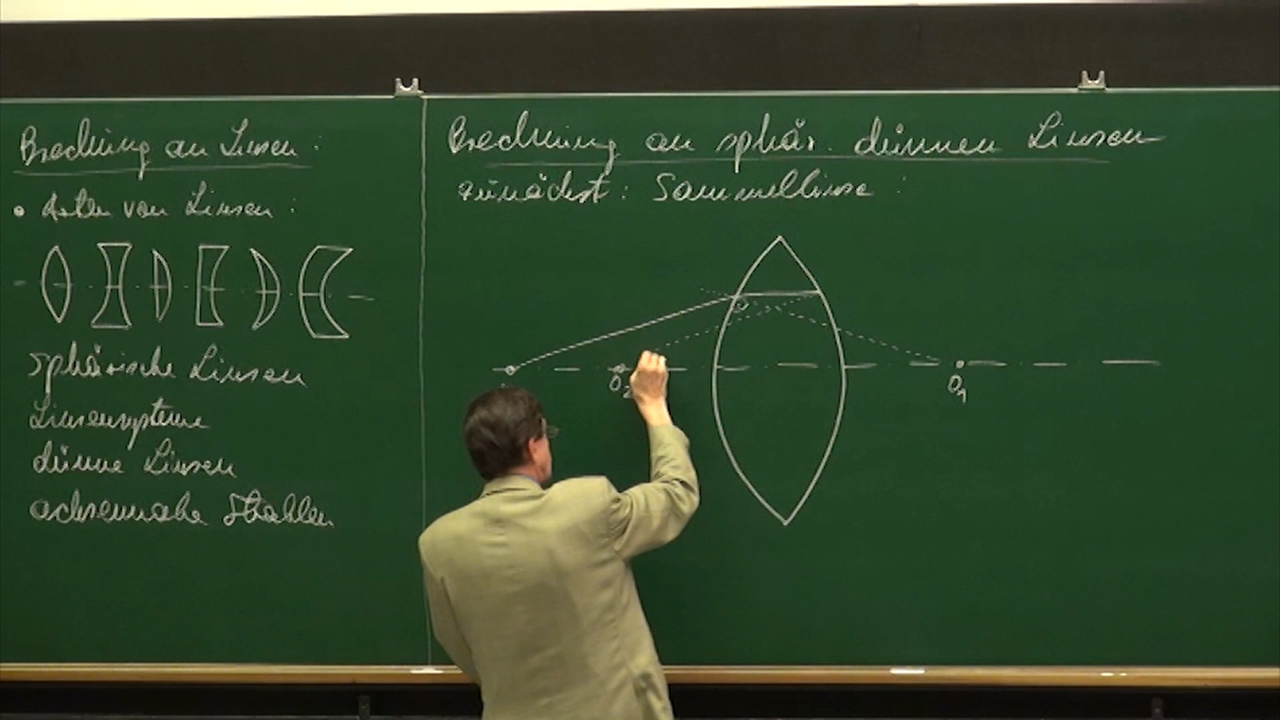 Brechung an Linsen :
• Arten von Linsen :
sphärische Linsen
Linsensysteme
dünne Linsen
achsennahe Strahlen
Brechung an sphär. dünnen Linsen
zunächst : Sammellinse :
O₂
O₁